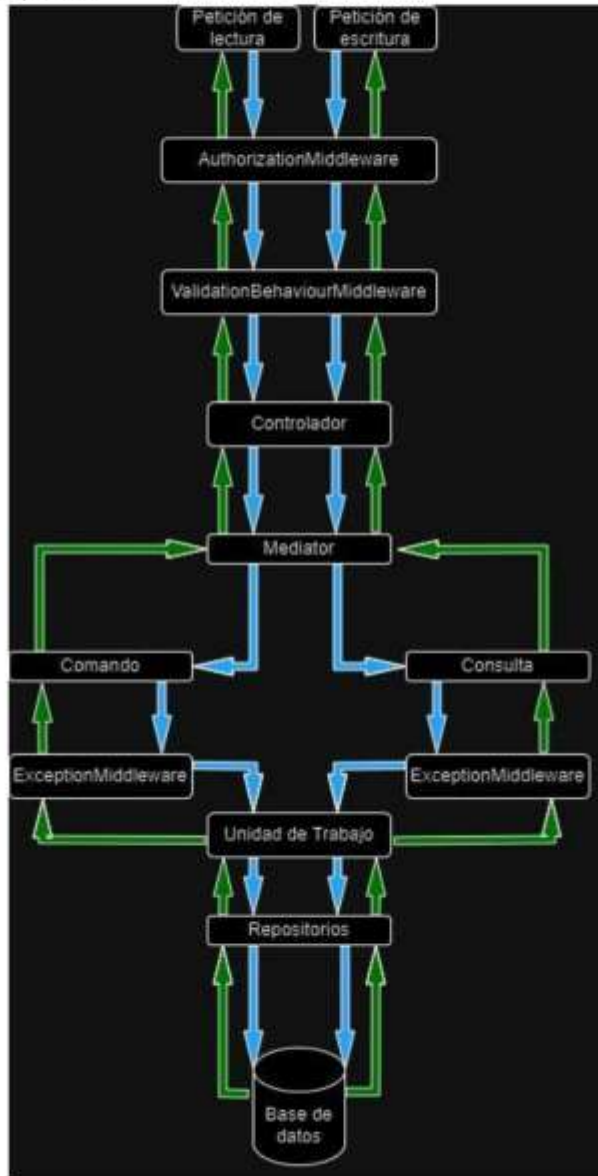 Petición de
lectura
Petición de
escritura
AuthorizationMiddleware
ValidationBehaviourMiddleware
Controlador
Mediator
Comando
Consulta
ExceptionMiddleware
ExceptionMiddleware
Unidad de Trabajo
Repositorios
Base de
datos